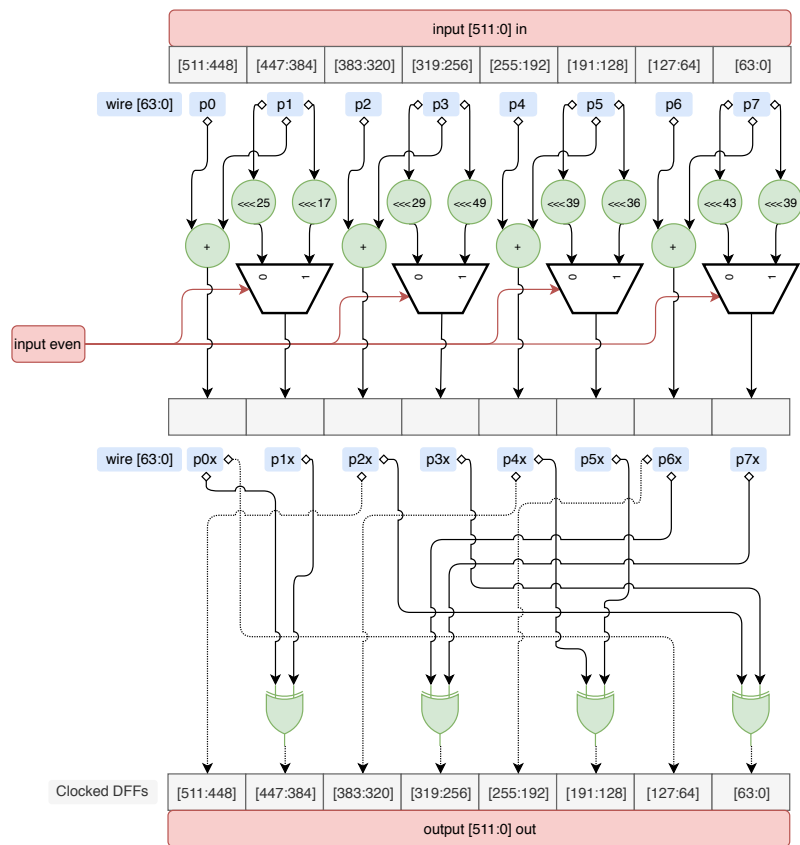 input [511:0] in
[511:448] [447:384] [383:320] [319:256] [255:192] [191:128] [127:64] [63:0]
wire [63:0] p0 p1 p2 p3 p4 p5 p6 p7
<<<25 <<<17 <<<29 <<<49 <<<39 <<<36 <<<43 <<<39
+ + + +
0 1 0 1 0 1 0 1
input even
wire [63:0] p0x p1x p2x p3x p4x p5x p6x p7x
Clocked DFFs [511:448] [447:384] [383:320] [319:256] [255:192] [191:128] [127:64] [63:0]
output [511:0] out